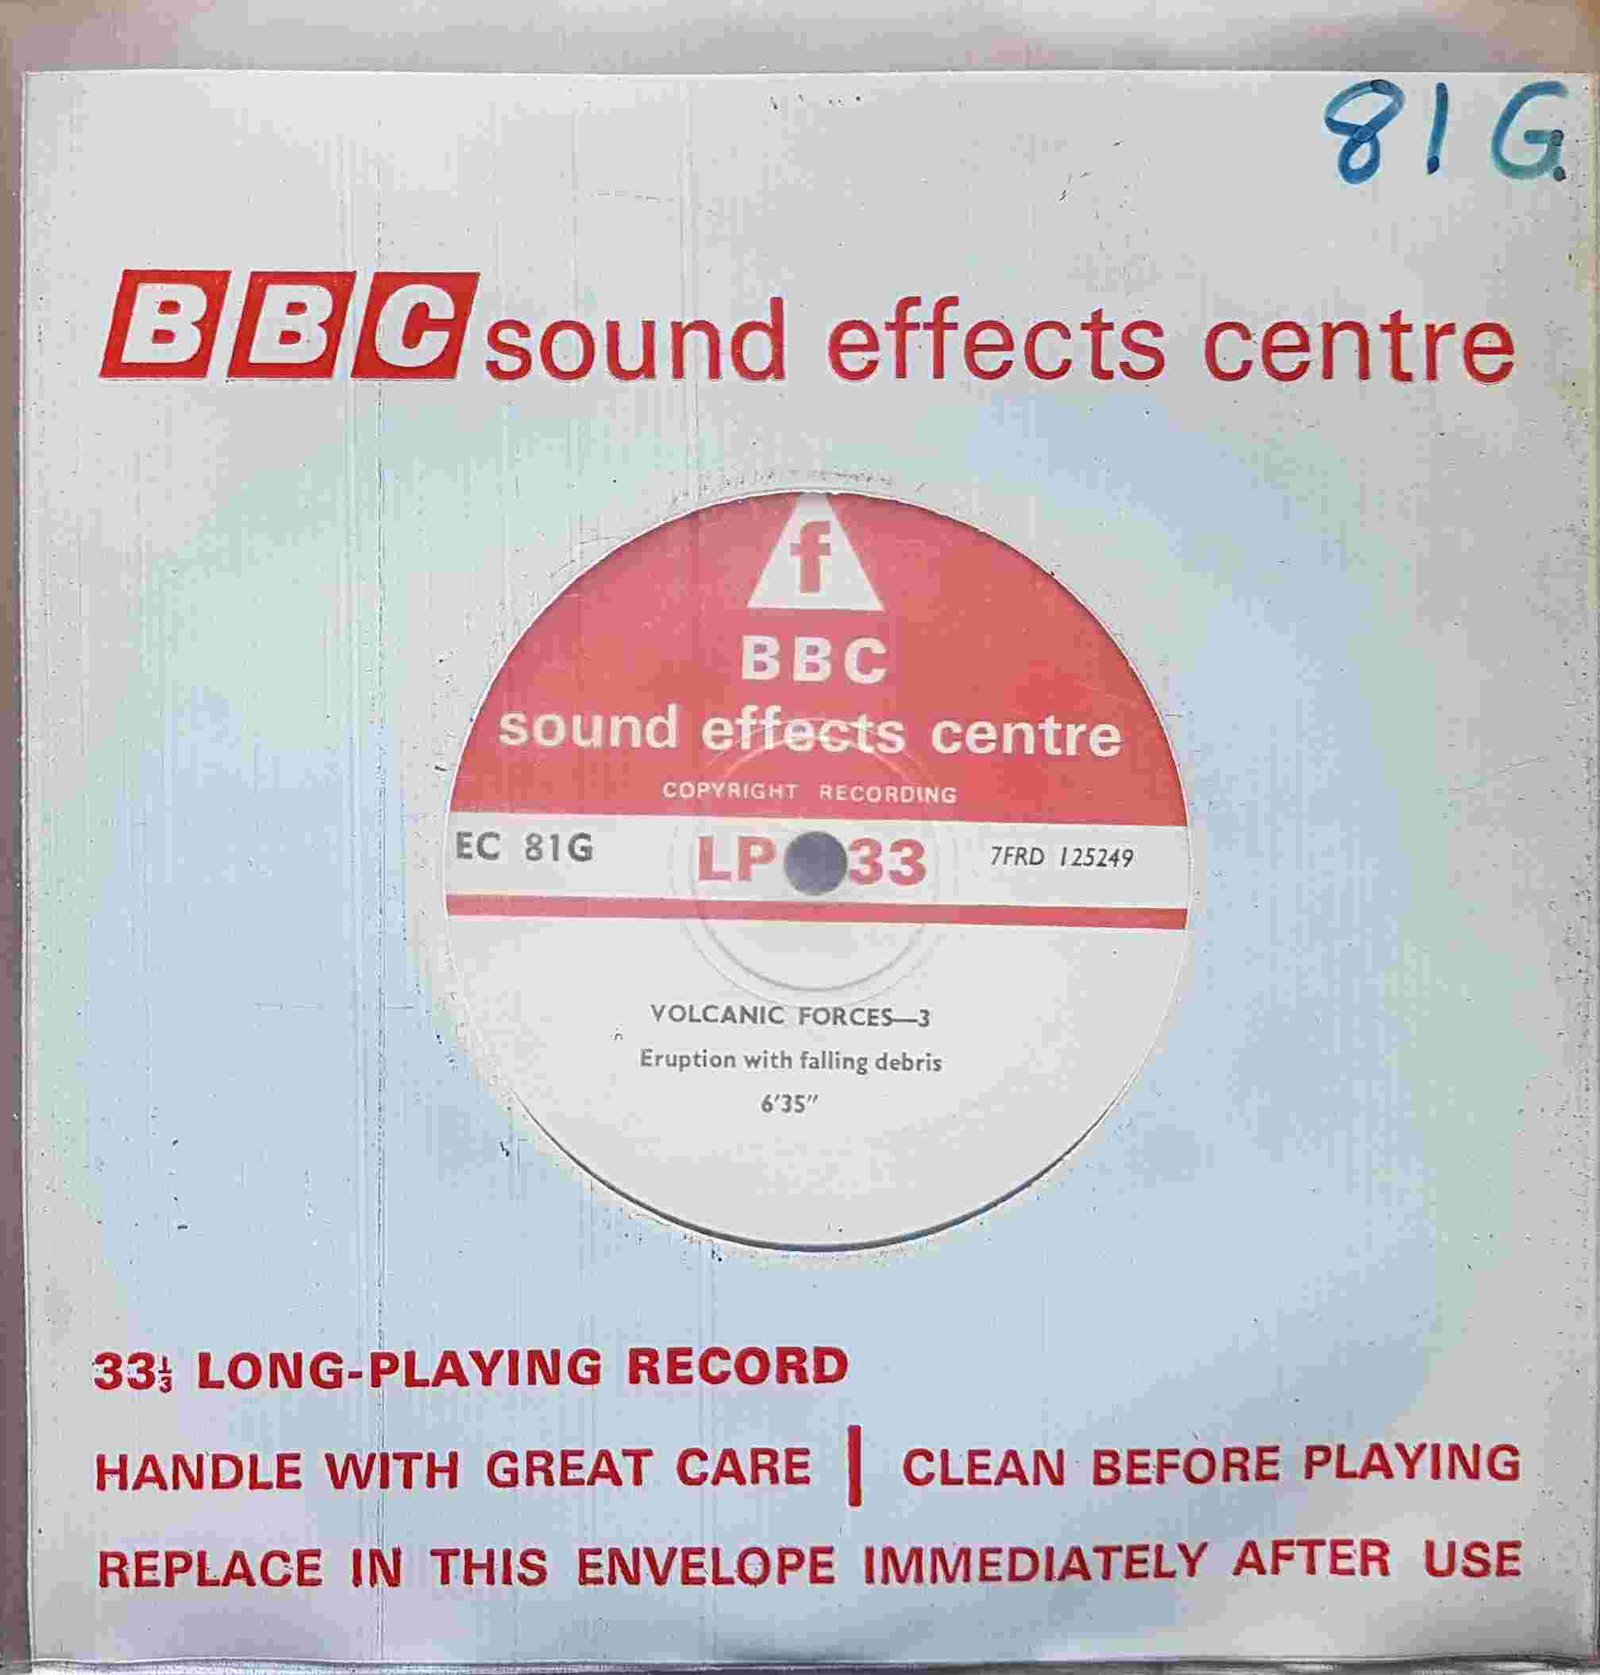 81G
BBC sound effects centre
f
BBC
sound effects centre
COPYRIGHT RECORDING
EC 81G LP 33 7FRD 125249
VOLCANIC FORCES—3
Eruption with falling debris
6'35"
33⅓ LONG-PLAYING RECORD
HANDLE WITH GREAT CARE | CLEAN BEFORE PLAYING
REPLACE IN THIS ENVELOPE IMMEDIATELY AFTER USE